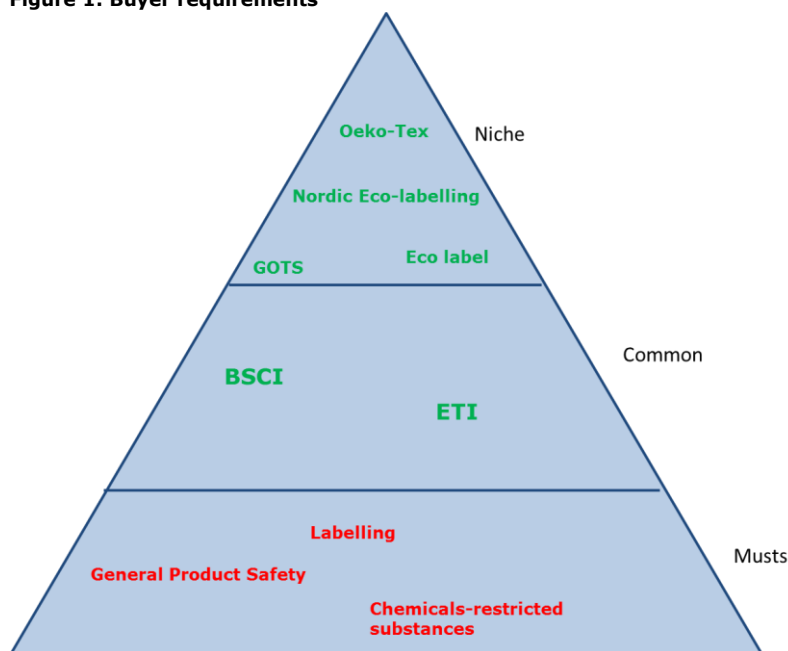 Figure 1: Buyer requirements
Oeko-Tex
Niche
Nordic Eco-labelling
Eco label
GOTS
Common
BSCI
ETI
Labelling
Musts
General Product Safety
Chemicals-restricted
substances